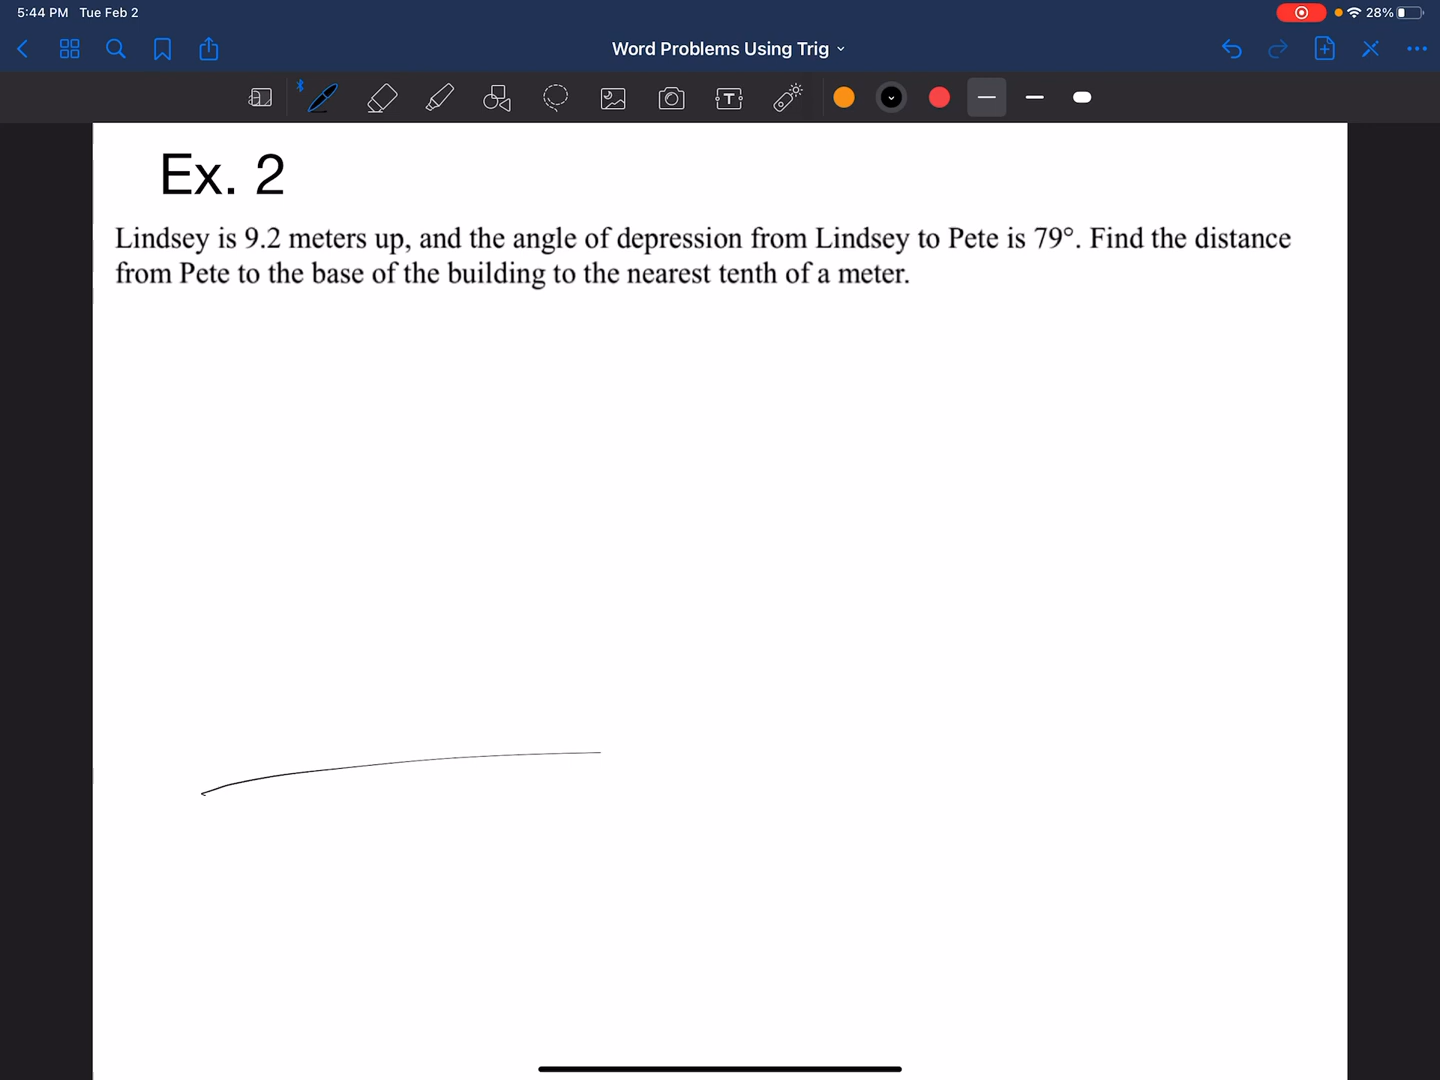 5:44 PM Tue Feb 2
28%
Word Problems Using Trig
T
Ex. 2
Lindsey is 9.2 meters up, and the angle of depression from Lindsey to Pete is 79°. Find the distance
from Pete to the base of the building to the nearest tenth of a meter.